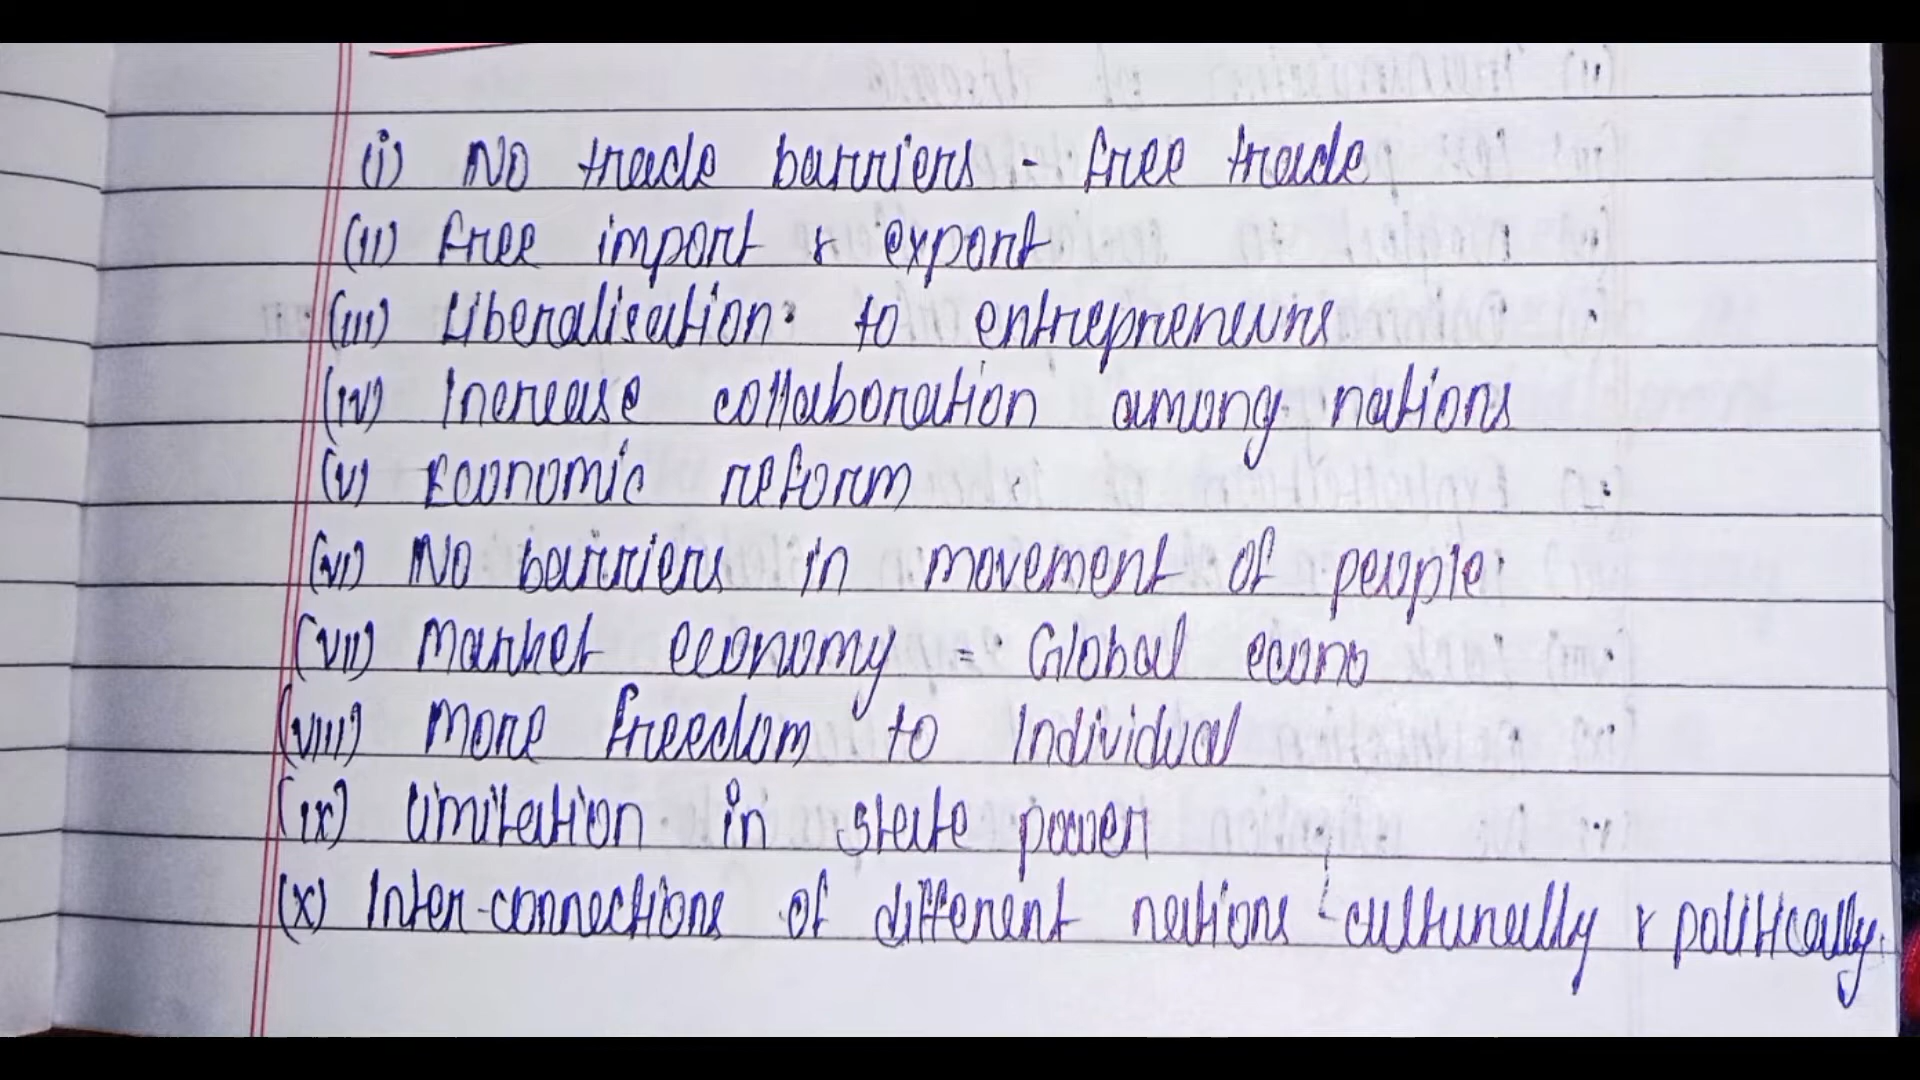 (i) No trade barriers - free trade
(ii) free import & export
(iii) Liberalisation to entrepreneurs
(iv) Increase collaboration among nations
(v) Economic reform
(vi) No barriers in movement of people
(vii) Market economy = Global econo
(viii) More freedom to Individual
(ix) Limitation in state power
(x) Inter-connections of different nations culturally & politically.